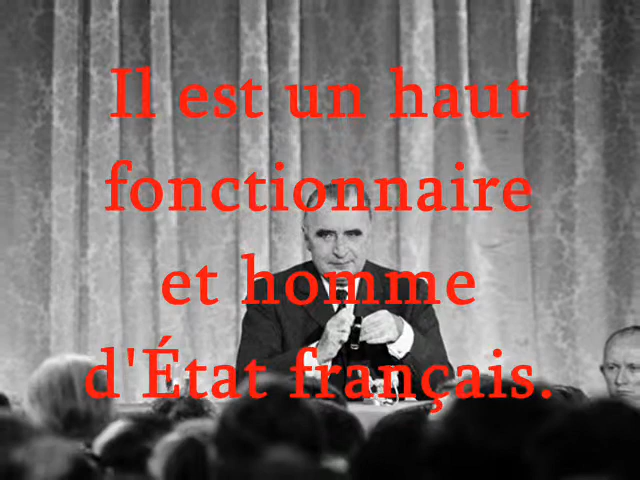 Il est un haut
fonctionnaire
et homme
d'État français.